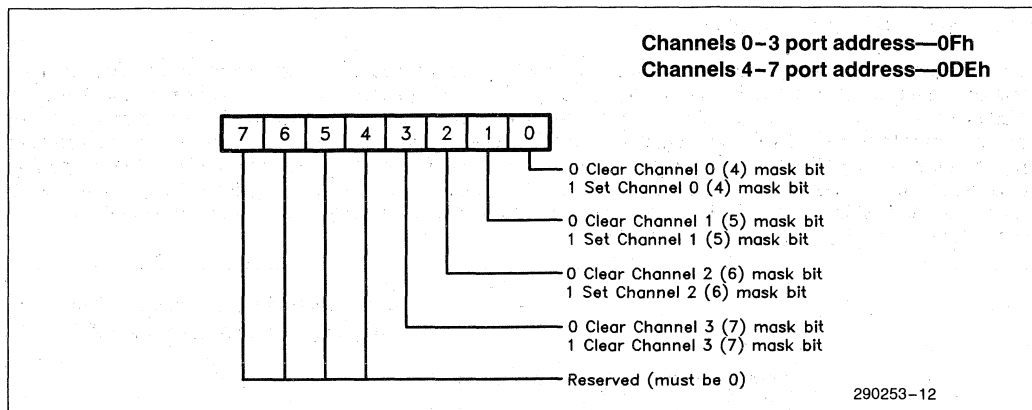 Channels 0–3 port address—0Fh
Channels 4–7 port address—0DEh
7 6 5 4 3 2 1 0
0 Clear Channel 0 (4) mask bit
1 Set Channel 0 (4) mask bit
0 Clear Channel 1 (5) mask bit
1 Set Channel 1 (5) mask bit
0 Clear Channel 2 (6) mask bit
1 Set Channel 2 (6) mask bit
0 Clear Channel 3 (7) mask bit
1 Clear Channel 3 (7) mask bit
Reserved (must be 0)
290253–12